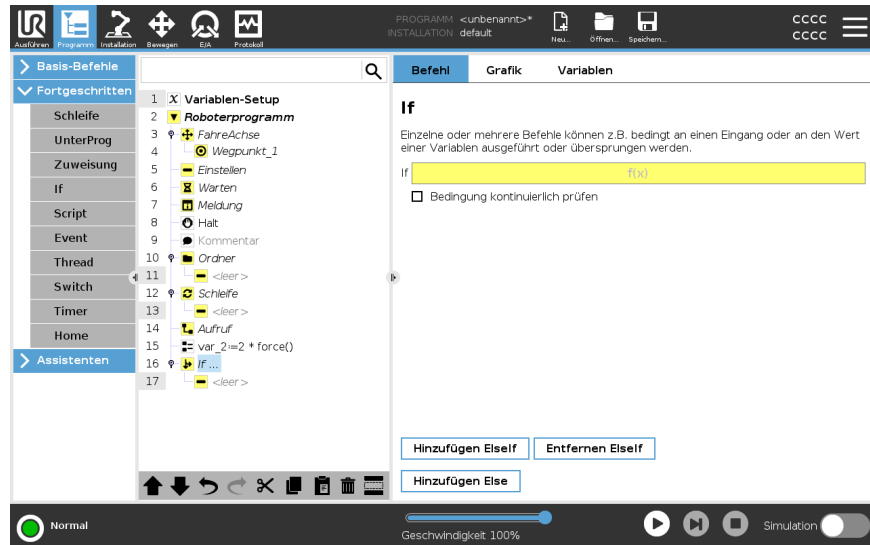 PROGRAMM <unbenannt>*
INSTALLATION default
UR
Ausführen Programm Installation Bewegen E/A Protokoll
Neu... Öffnen... Speichern...
CCCC
CCCC
Basis-Befehle
Fortgeschritten
Schleife
UnterProg
Zuweisung
If
Script
Event
Thread
Switch
Timer
Home
Assistenten
1 X Variablen-Setup
2 Roboterprogramm
3 FahreAchse
4 Wegpunkt_1
5 Einstellen
6 Warten
7 Meldung
8 Halt
9 Kommentar
10 Ordner
11 <leer>
12 Schleife
13 <leer>
14 Aufruf
15 var_2≔2 * force()
16 If ...
17 <leer>
Befehl Grafik Variablen
If
Einzelne oder mehrere Befehle können z.B. bedingt an einen Eingang oder an den Wert
einer Variablen ausgeführt oder übersprungen werden.
If f(x)
Bedingung kontinuierlich prüfen
Hinzufügen ElseIf Entfernen ElseIf
Hinzufügen Else
Normal
Geschwindigkeit 100%
Simulation